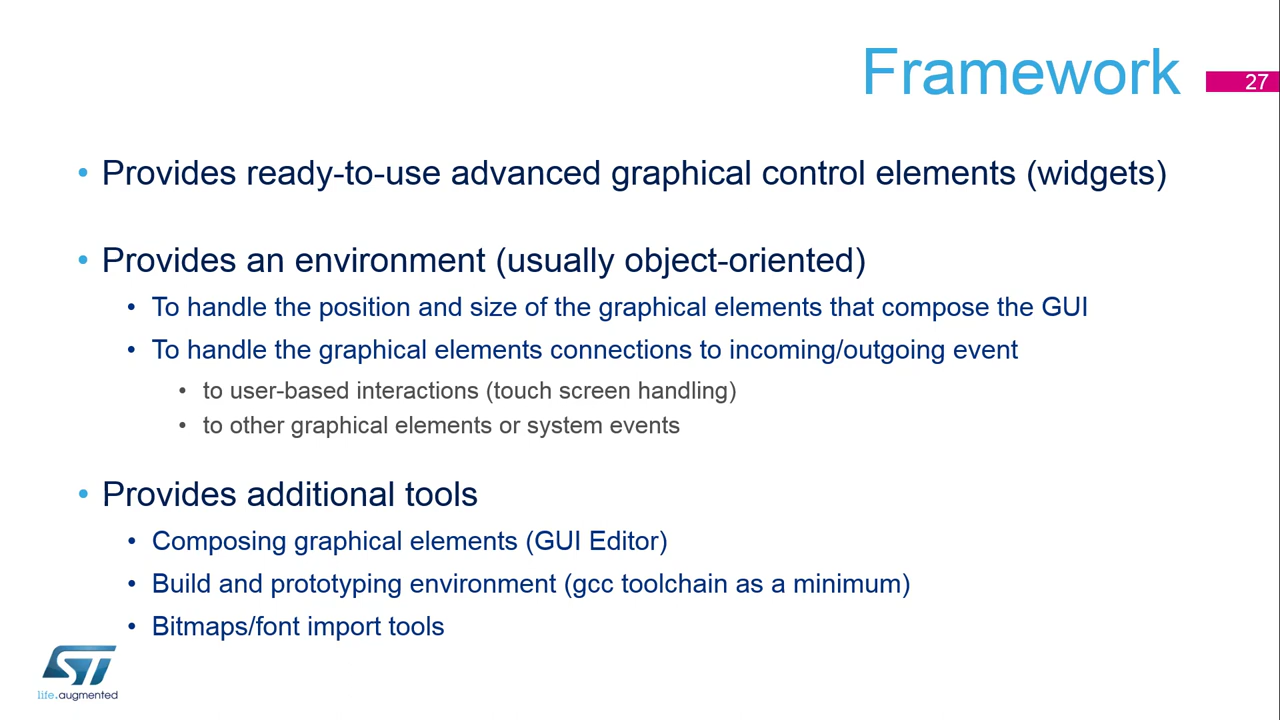 Framework
27
• Provides ready-to-use advanced graphical control elements (widgets)
• Provides an environment (usually object-oriented)
• To handle the position and size of the graphical elements that compose the GUI
• To handle the graphical elements connections to incoming/outgoing event
• to user-based interactions (touch screen handling)
• to other graphical elements or system events
• Provides additional tools
• Composing graphical elements (GUI Editor)
• Build and prototyping environment (gcc toolchain as a minimum)
• Bitmaps/font import tools
ST
life.augmented